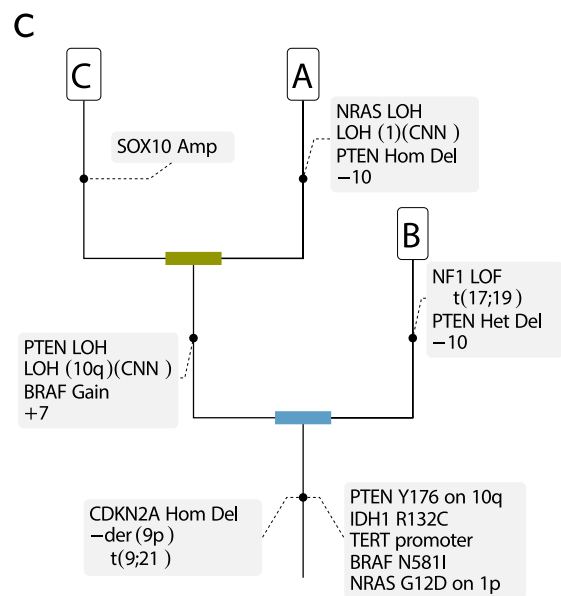 C
C
A
NRAS LOH
LOH (1)(CNN )
PTEN Hom Del
−10
SOX10 Amp
B
NF1 LOF
t(17;19 )
PTEN Het Del
−10
PTEN LOH
LOH (10q)(CNN )
BRAF Gain
+7
CDKN2A Hom Del
−der(9p)
t(9;21 )
PTEN Y176 on 10q
IDH1 R132C
TERT promoter
BRAF N581I
NRAS G12D on 1p